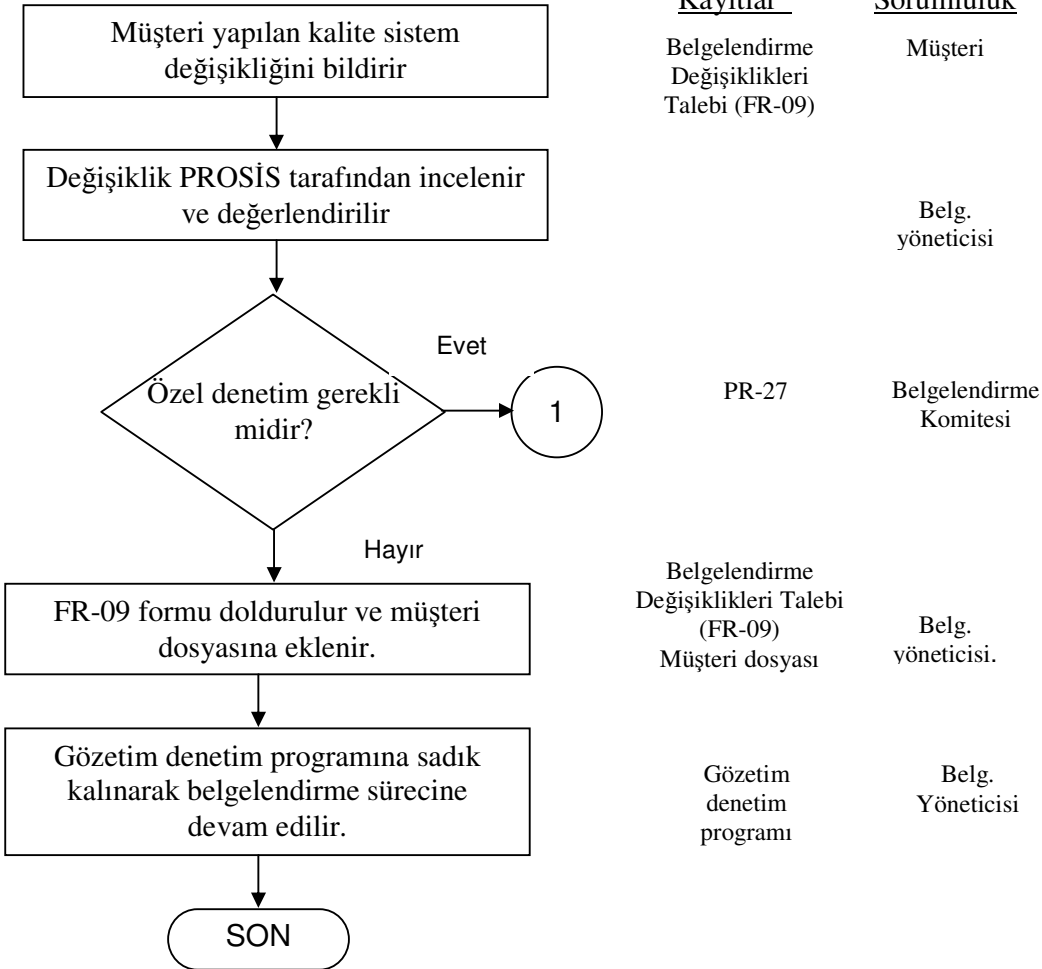 Kayıtlar Sorumluluk
Müşteri yapılan kalite sistem
değişikliğini bildirir
Belgelendirme
Değişiklikleri
Talebi (FR-09)
Müşteri
Değişiklik PROSİS tarafından incelenir
ve değerlendirilir
Belg.
yöneticisi
Özel denetim gerekli
midir?
Evet
1
PR-27
Belgelendirme
Komitesi
Hayır
FR-09 formu doldurulur ve müşteri
dosyasına eklenir.
Belgelendirme
Değişiklikleri Talebi
(FR-09)
Müşteri dosyası
Belg.
yöneticisi.
Gözetim denetim programına sadık
kalınarak belgelendirme sürecine
devam edilir.
Gözetim
denetim
programı
Belg.
Yöneticisi
SON